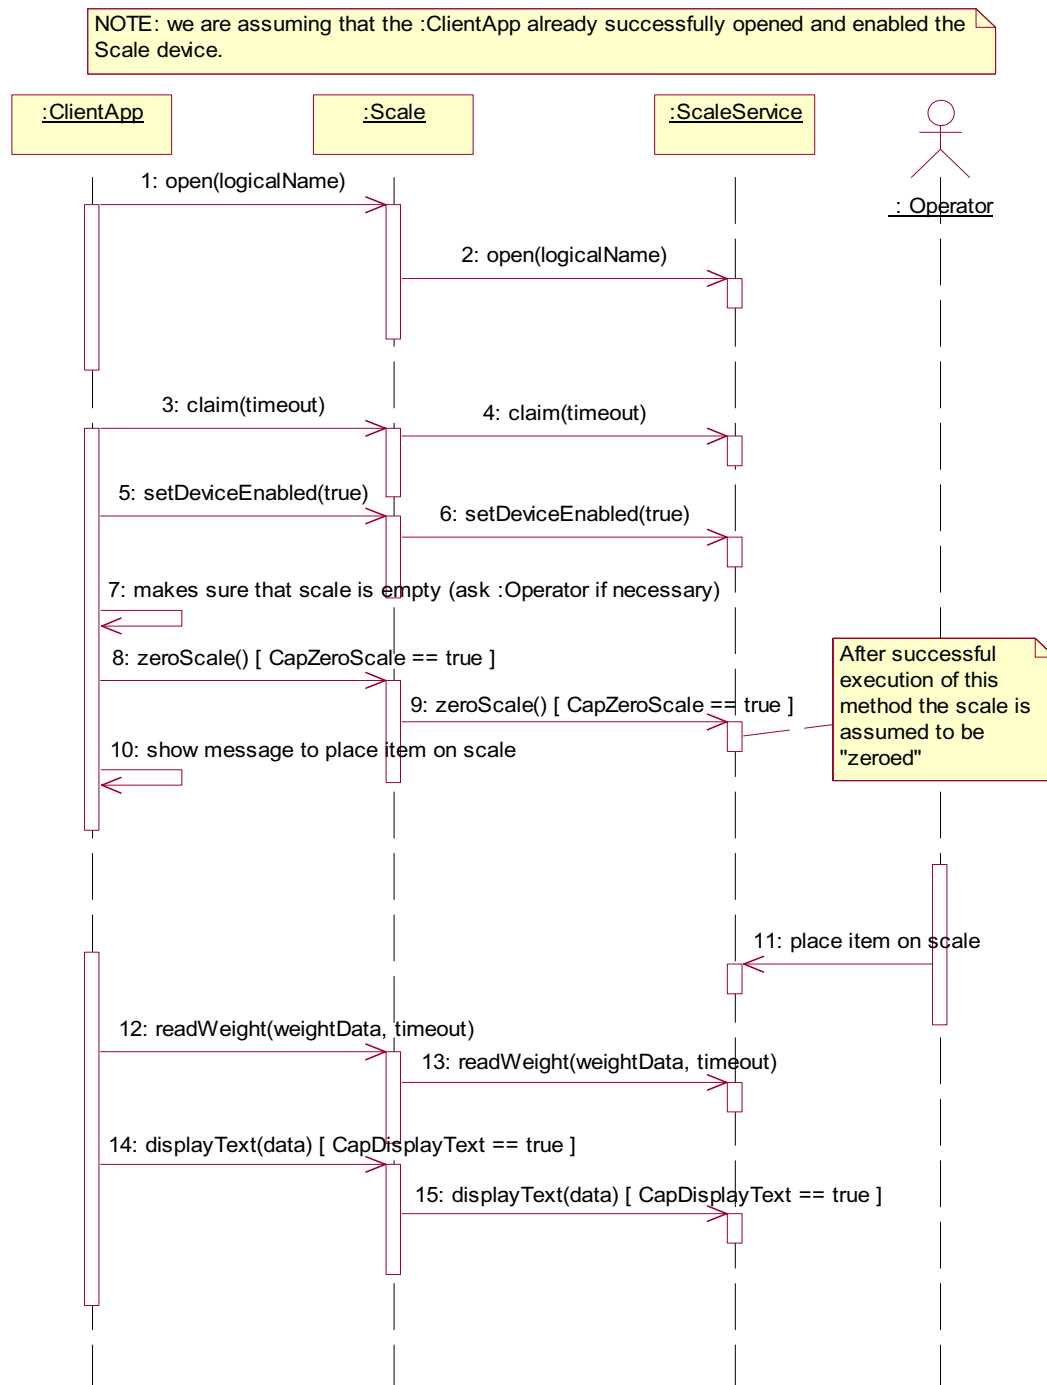 NOTE: we are assuming that the :ClientApp already successfully opened and enabled the
Scale device.
:ClientApp
:Scale
:ScaleService
: Operator
1: open(logicalName)
2: open(logicalName)
3: claim(timeout)
4: claim(timeout)
5: setDeviceEnabled(true)
6: setDeviceEnabled(true)
7: makes sure that scale is empty (ask :Operator if necessary)
8: zeroScale() [ CapZeroScale == true ]
9: zeroScale() [ CapZeroScale == true ]
After successful
execution of this
method the scale is
assumed to be
"zeroed"
10: show message to place item on scale
11: place item on scale
12: readWeight(weightData, timeout)
13: readWeight(weightData, timeout)
14: displayText(data) [ CapDisplayText == true ]
15: displayText(data) [ CapDisplayText == true ]